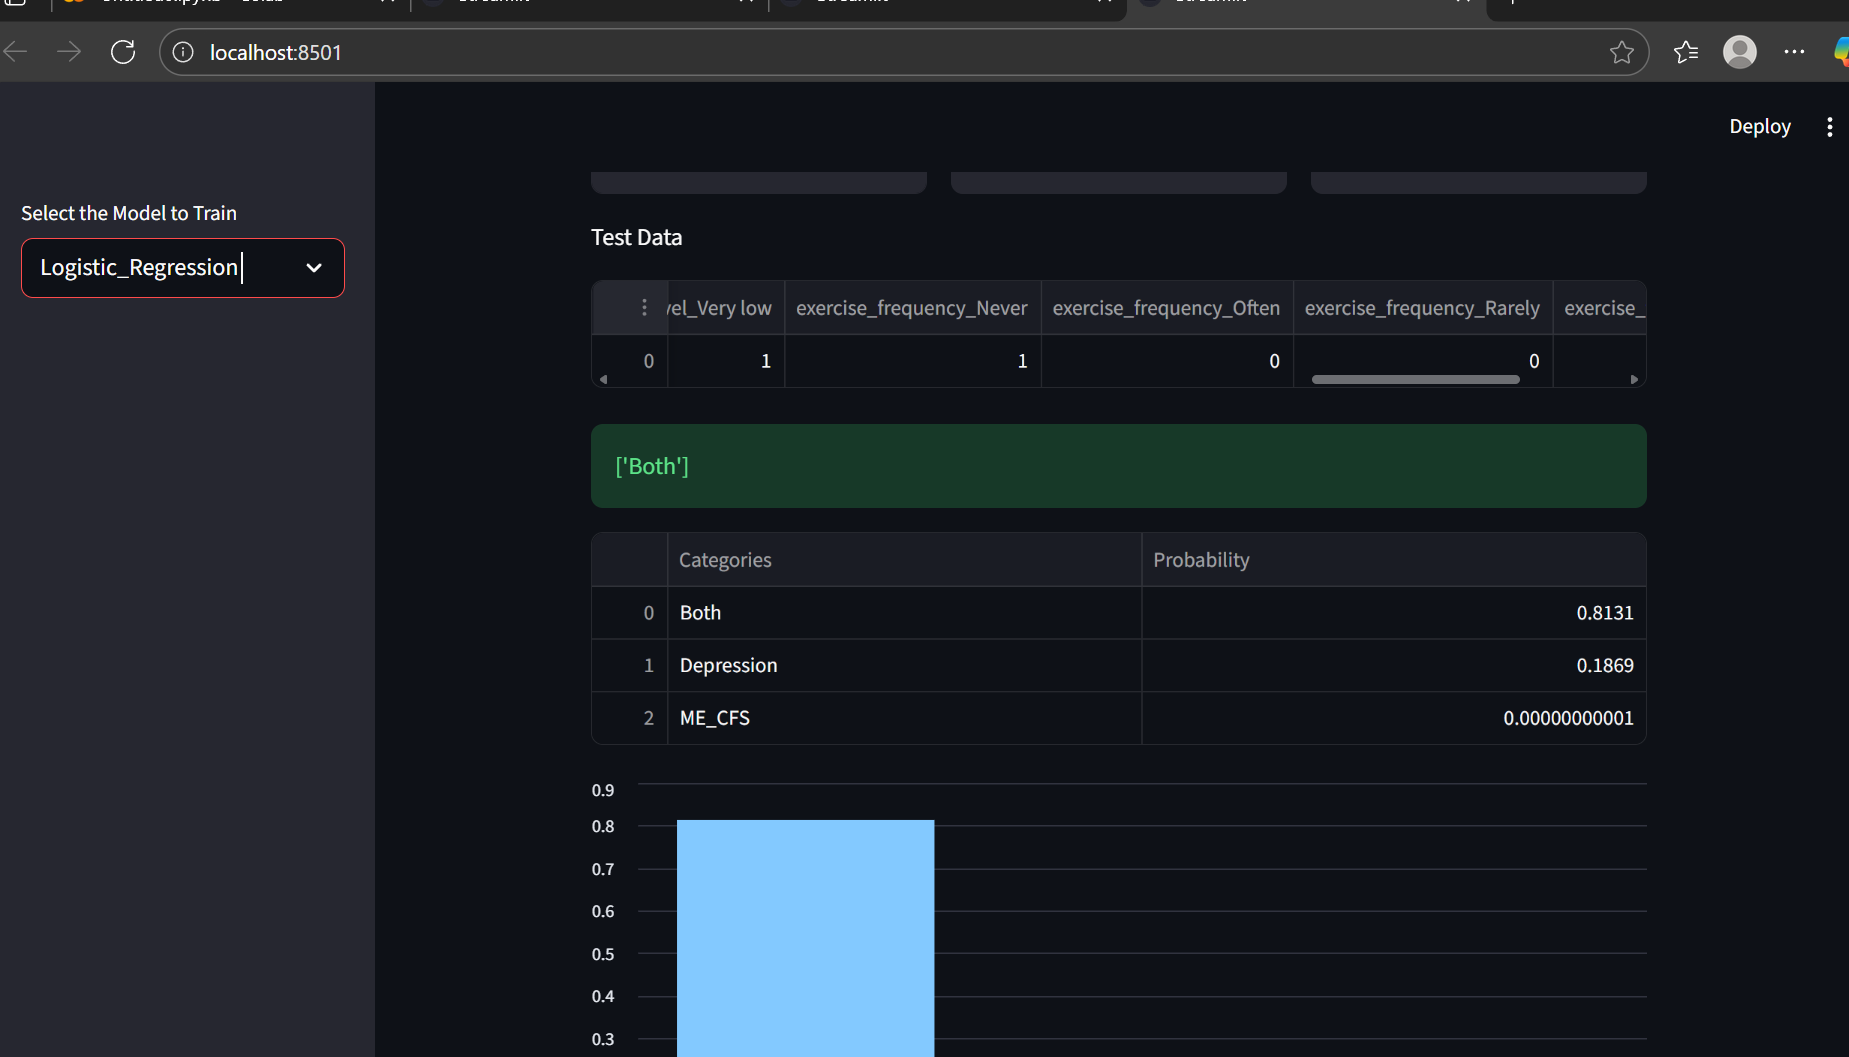 localhost:8501
Deploy
Select the Model to Train
Logistic_Regression
Test Data
vel_Very low exercise_frequency_Never exercise_frequency_Often exercise_frequency_Rarely exercise_
0 1 1 0 0
['Both']
Categories Probability
0 Both 0.8131
1 Depression 0.1869
2 ME_CFS 0.00000000001
0.9
0.8
0.7
0.6
0.5
0.4
0.3